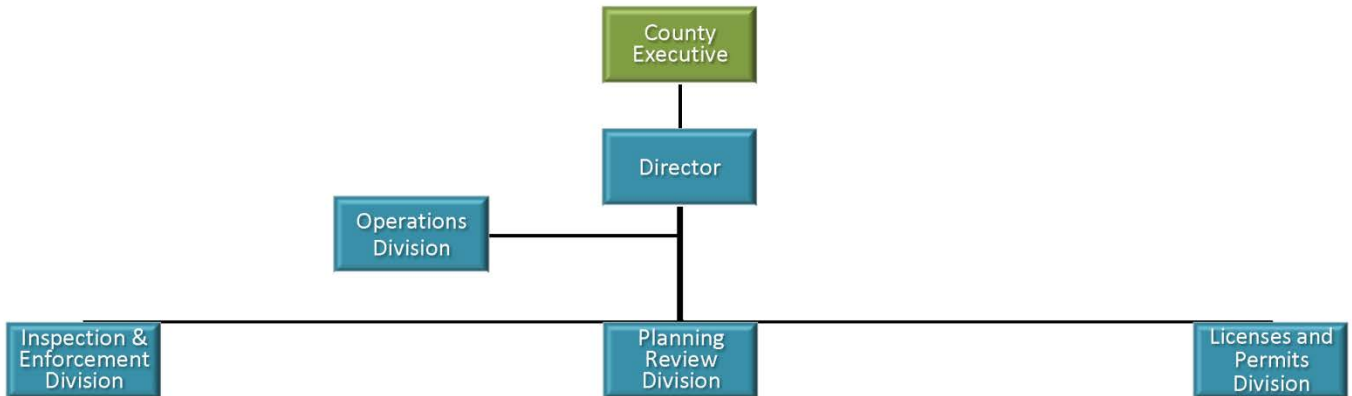 County
Executive
Director
Operations
Division
Inspection &
Enforcement
Division
Planning
Review
Division
Licenses and
Permits
Division